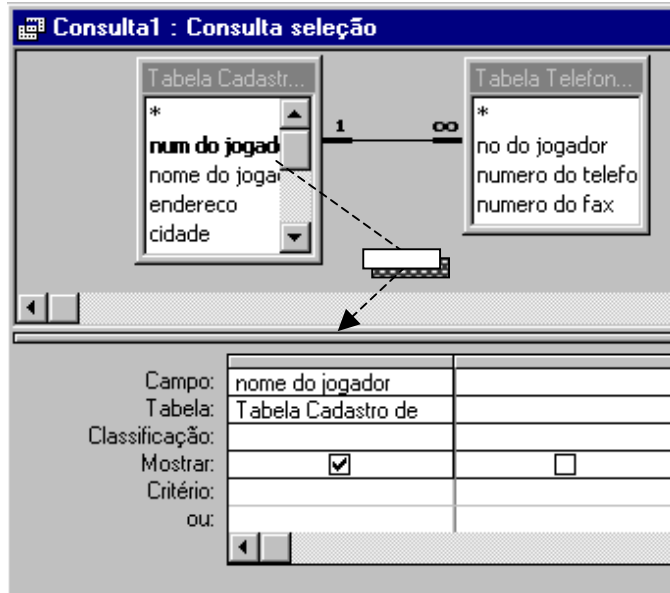 Consulta1 : Consulta seleção
Tabela Cadastr...
*
num do jogad
nome do joga
endereco
cidade
1 ∞
Tabela Telefon...
*
no do jogador
numero do telefo
numero do fax
Campo: nome do jogador
Tabela: Tabela Cadastro de
Classificação:
Mostrar:
Critério:
ou: